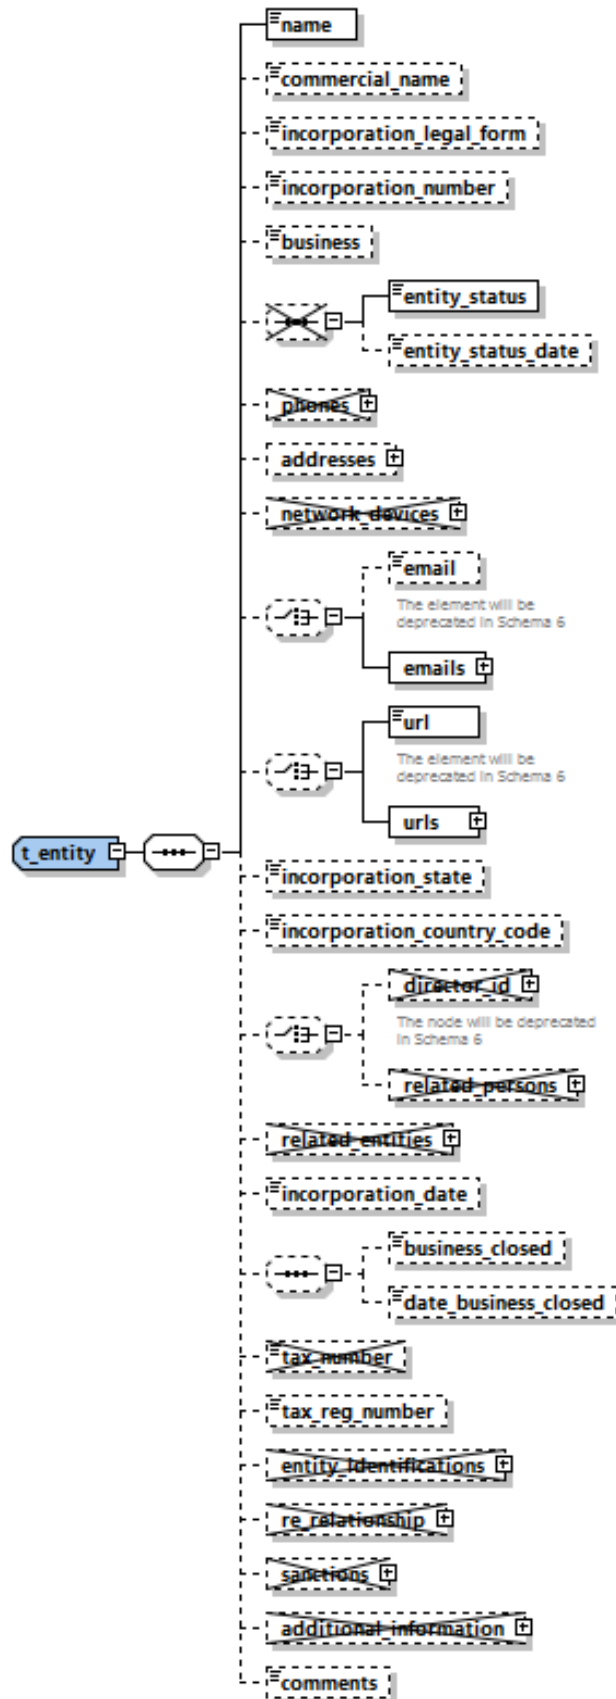 name
commercial_name
incorporation_legal_form
incorporation_number
business
entity_status
entity_status_date
phones
addresses
network_devices
email
The element will be
deprecated in Schema 6
emails
url
The element will be
deprecated in Schema 6
urls
t_entity
incorporation_state
incorporation_country_code
director_id
The node will be deprecated
in Schema 6
related_persons
related_entities
incorporation_date
business_closed
date_business_closed
tax_number
tax_reg_number
entity_identifications
re_relationship
sanctions
additional_information
comments